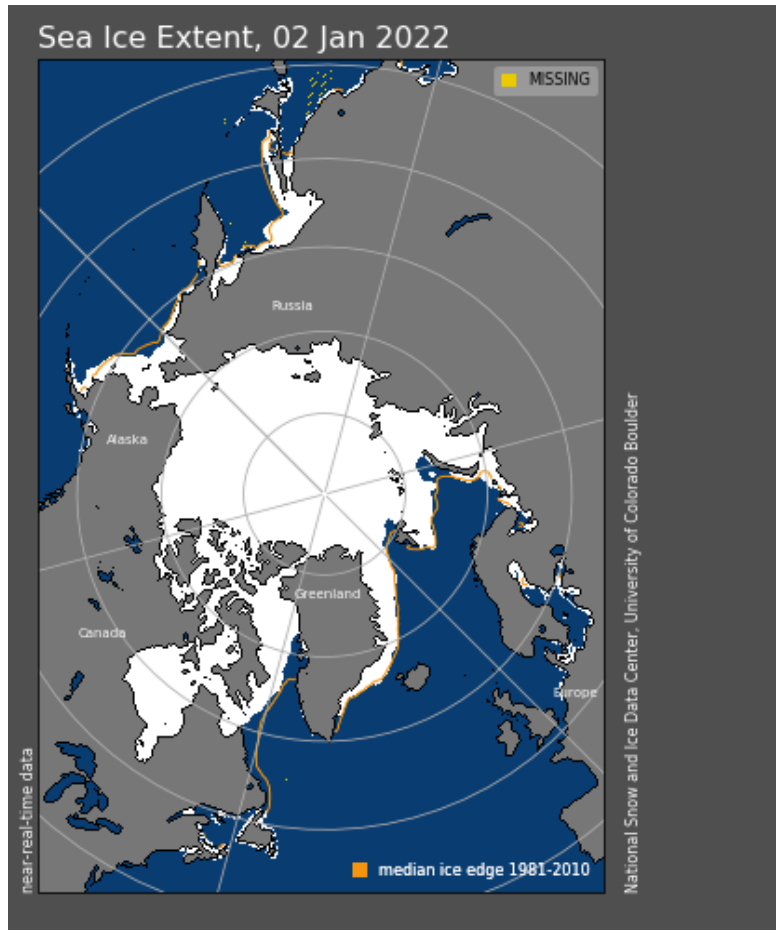 Sea Ice Extent, 02 Jan 2022
MISSING
Russia
Alaska
Greenland
Canada
Europe
median ice edge 1981-2010
near-real-time data
National Snow and Ice Data Center, University of Colorado Boulder